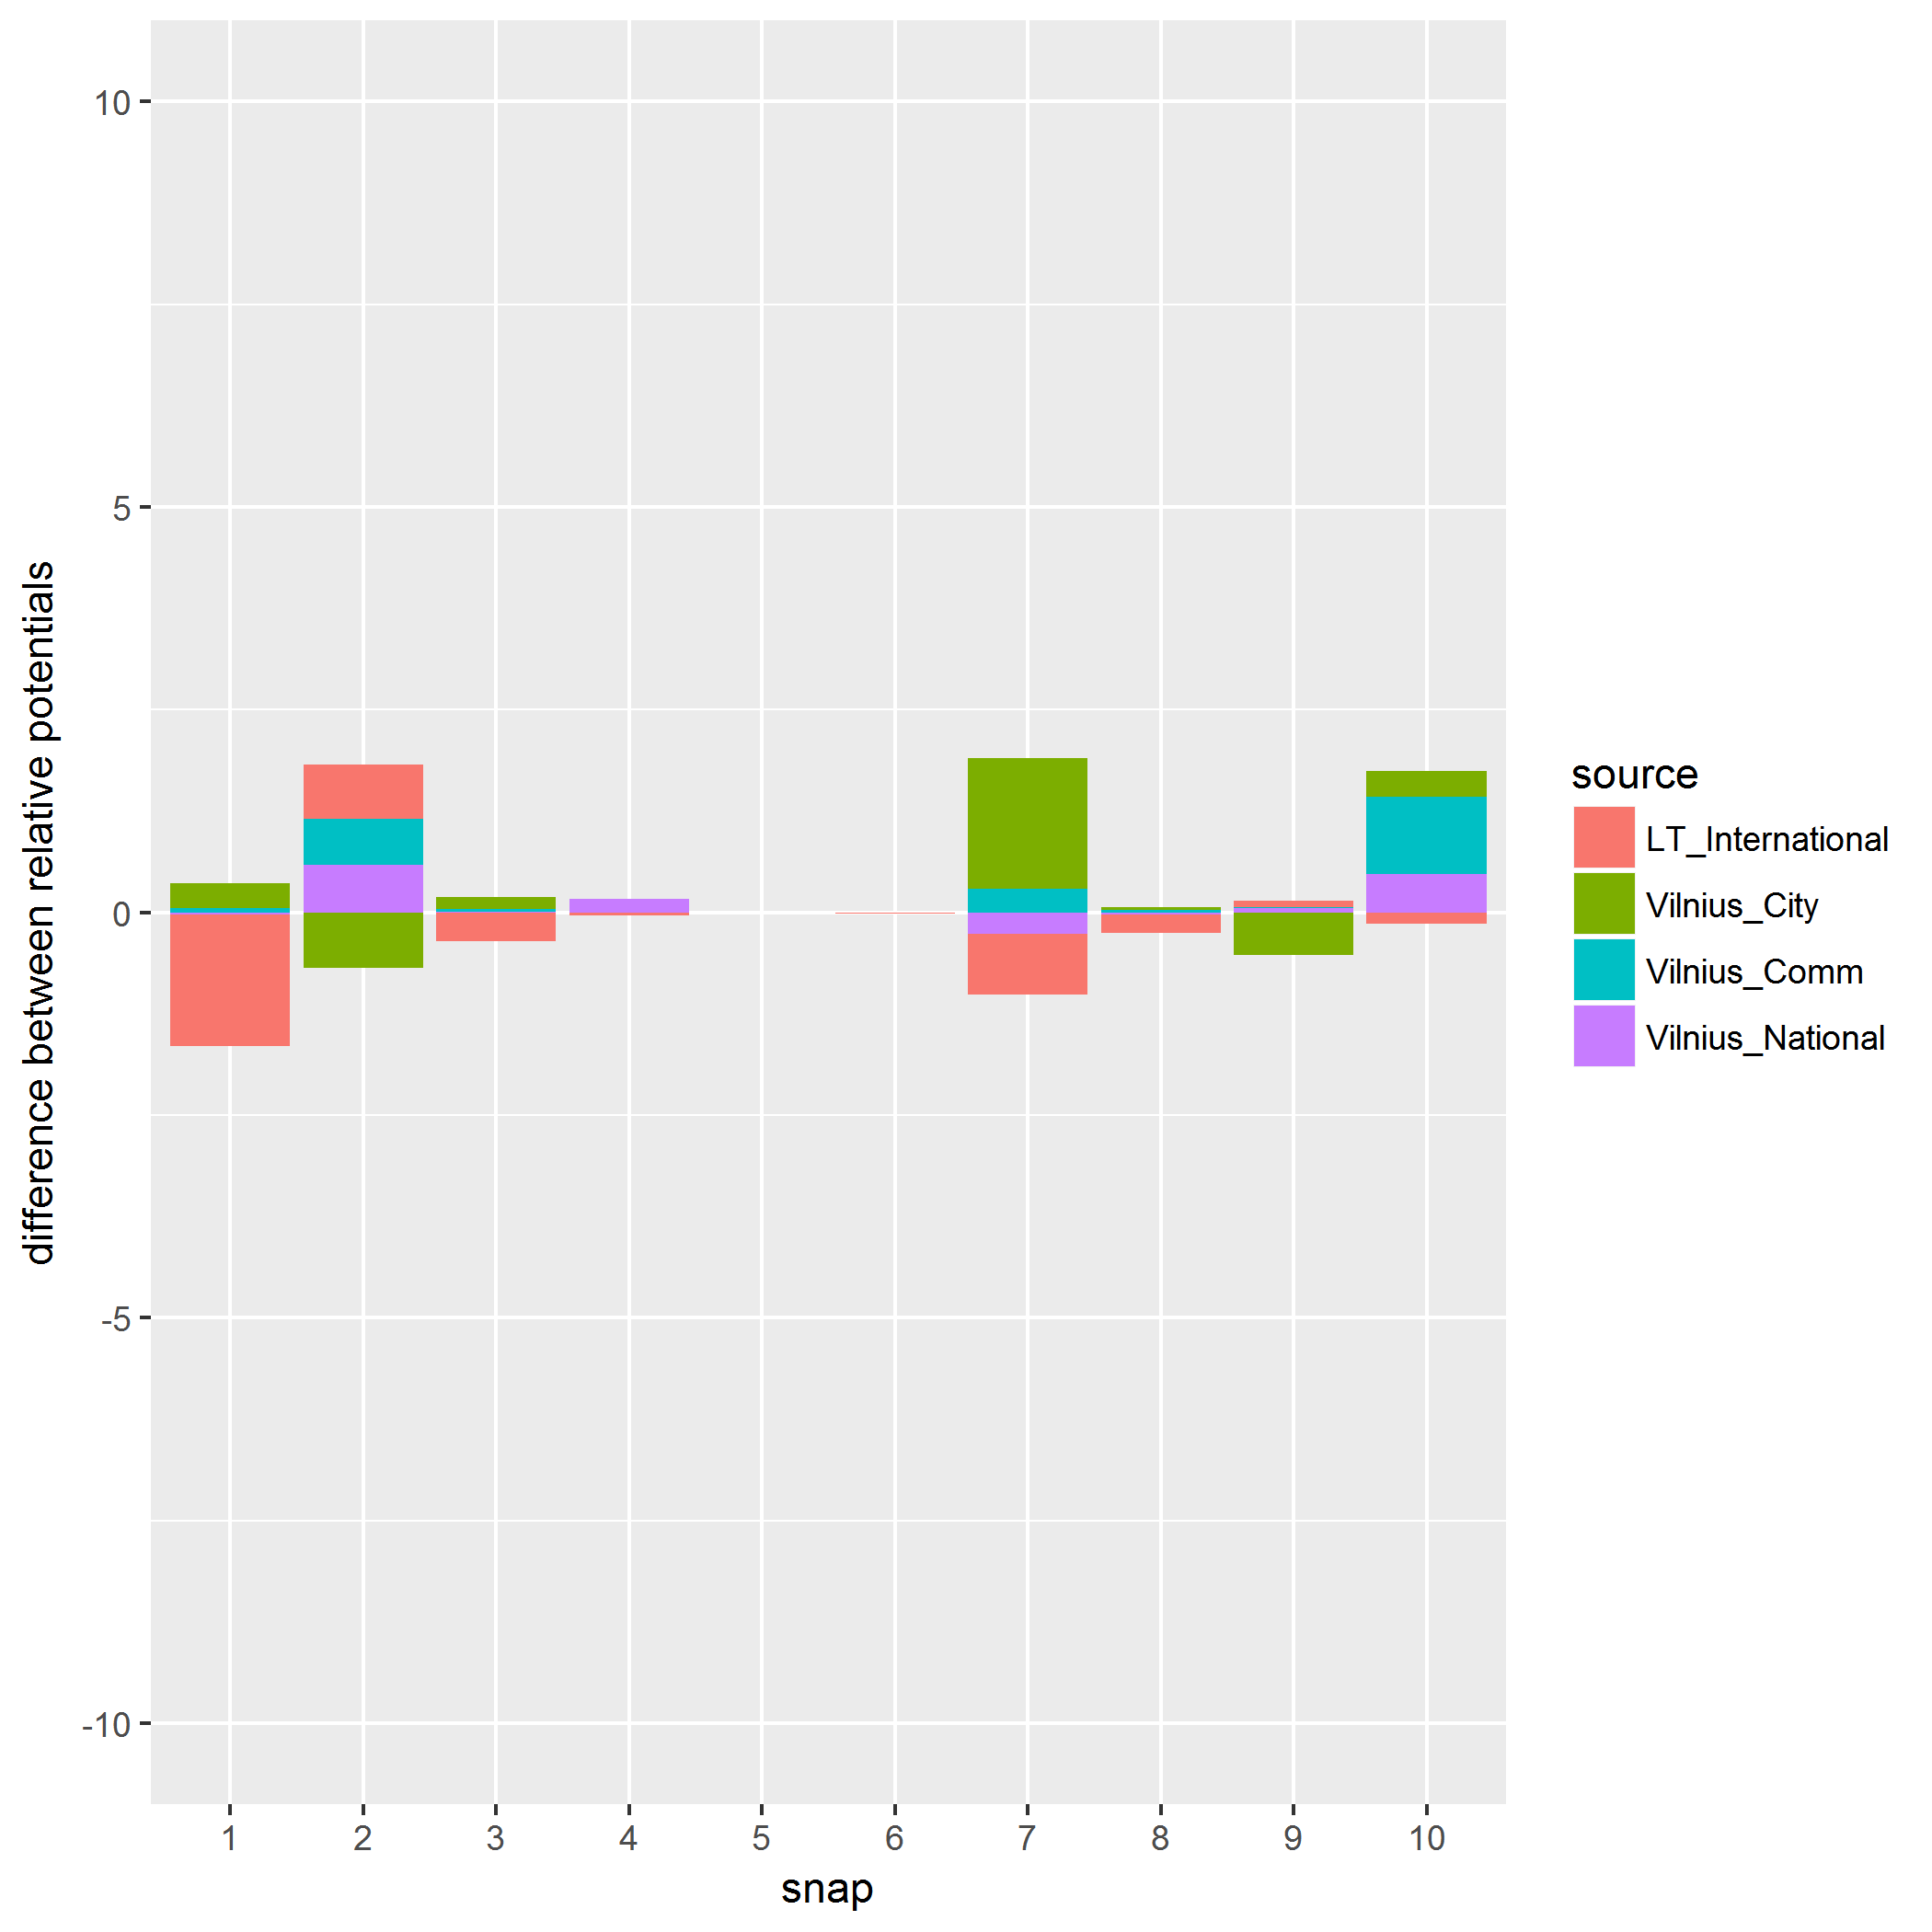 difference between relative potentials
10
5
0
-5
-10
1 2 3 4 5 6 7 8 9 10
snap
source
LT_International
Vilnius_City
Vilnius_Comm
Vilnius_National